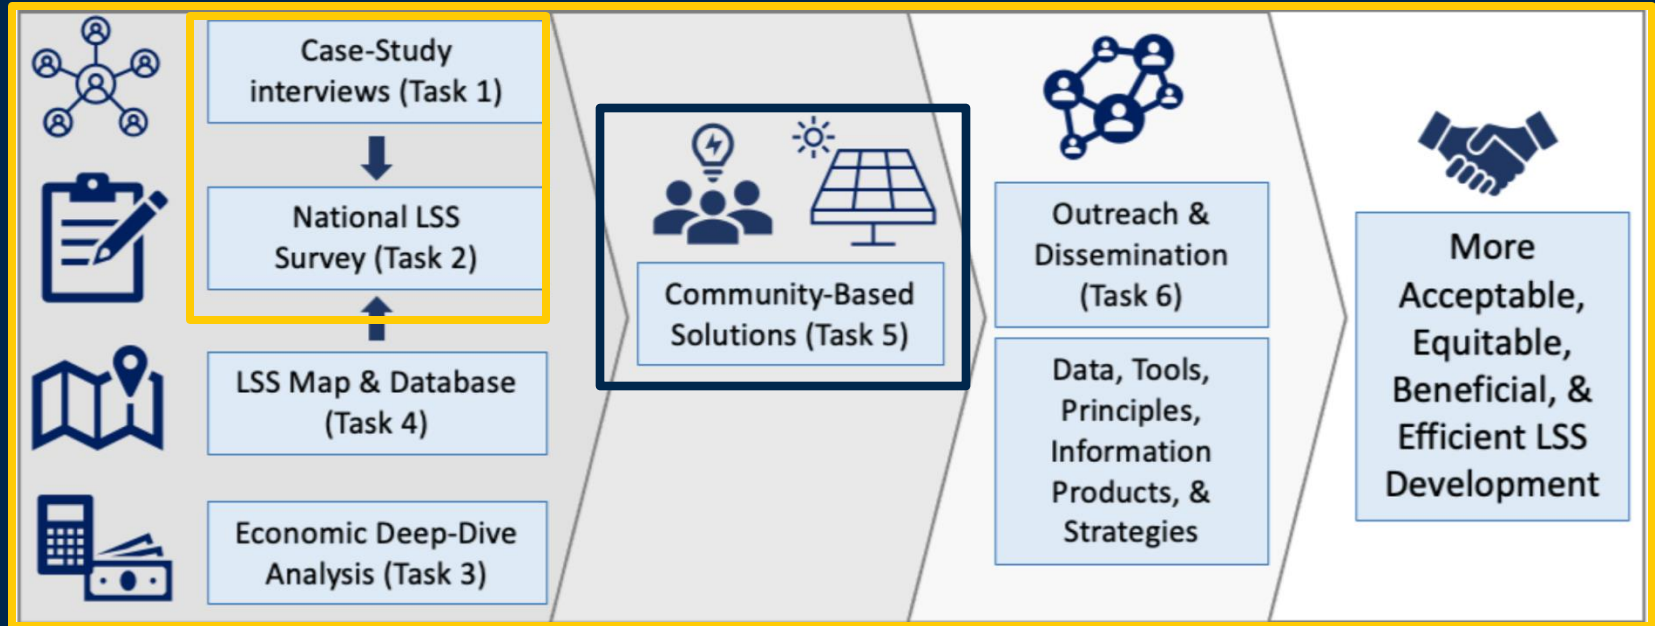 Case-Study
interviews (Task 1)
National LSS
Survey (Task 2)
LSS Map & Database
(Task 4)
Economic Deep-Dive
Analysis (Task 3)
Community-Based
Solutions (Task 5)
Outreach &
Dissemination
(Task 6)
Data, Tools,
Principles,
Information
Products, &
Strategies
More
Acceptable,
Equitable,
Beneficial, &
Efficient LSS
Development